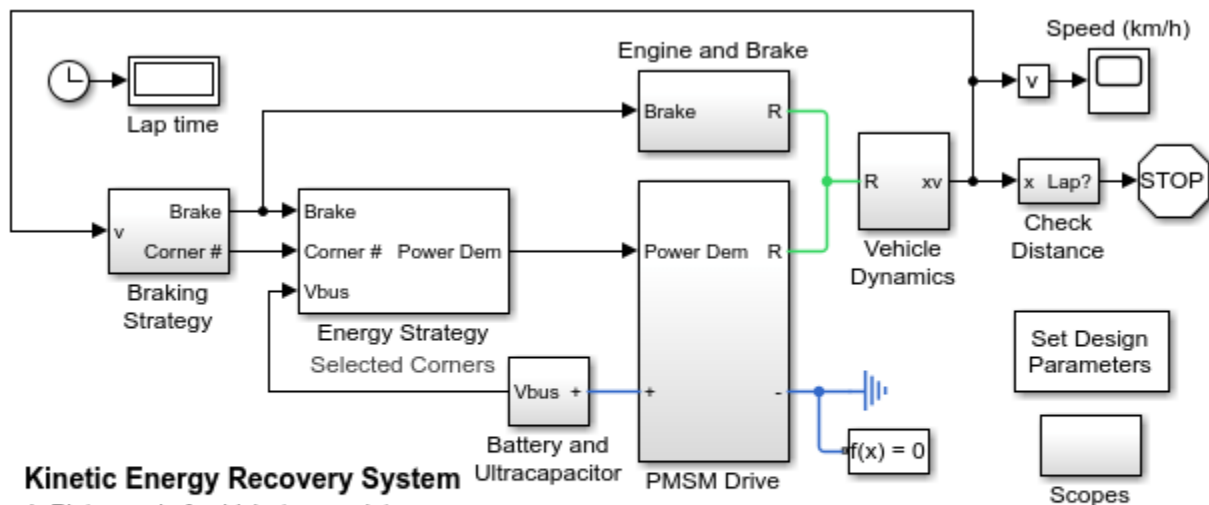 Speed (km/h)
Engine and Brake
v
Lap time
Brake R
R xv
x Lap?
STOP
Brake
v
Corner #
Brake
Corner # Power Dem
Vbus
Power Dem R
Vehicle
Dynamics
Check
Distance
Braking
Strategy
Energy Strategy
Selected Corners
Set Design
Parameters
Vbus +
+ -
Battery and
Ultracapacitor
f(x) = 0
PMSM Drive
Scopes
Kinetic Energy Recovery System